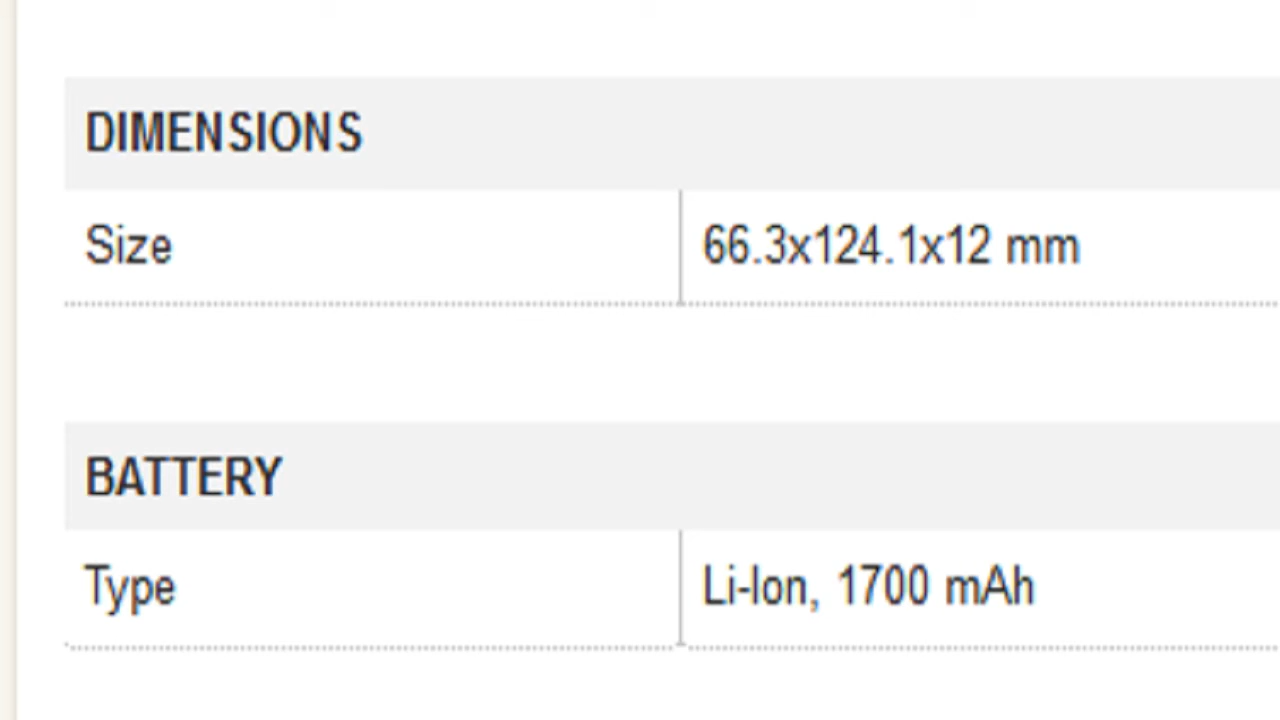 DIMENSIONS
Size 66.3x124.1x12 mm
BATTERY
Type Li-Ion, 1700 mAh